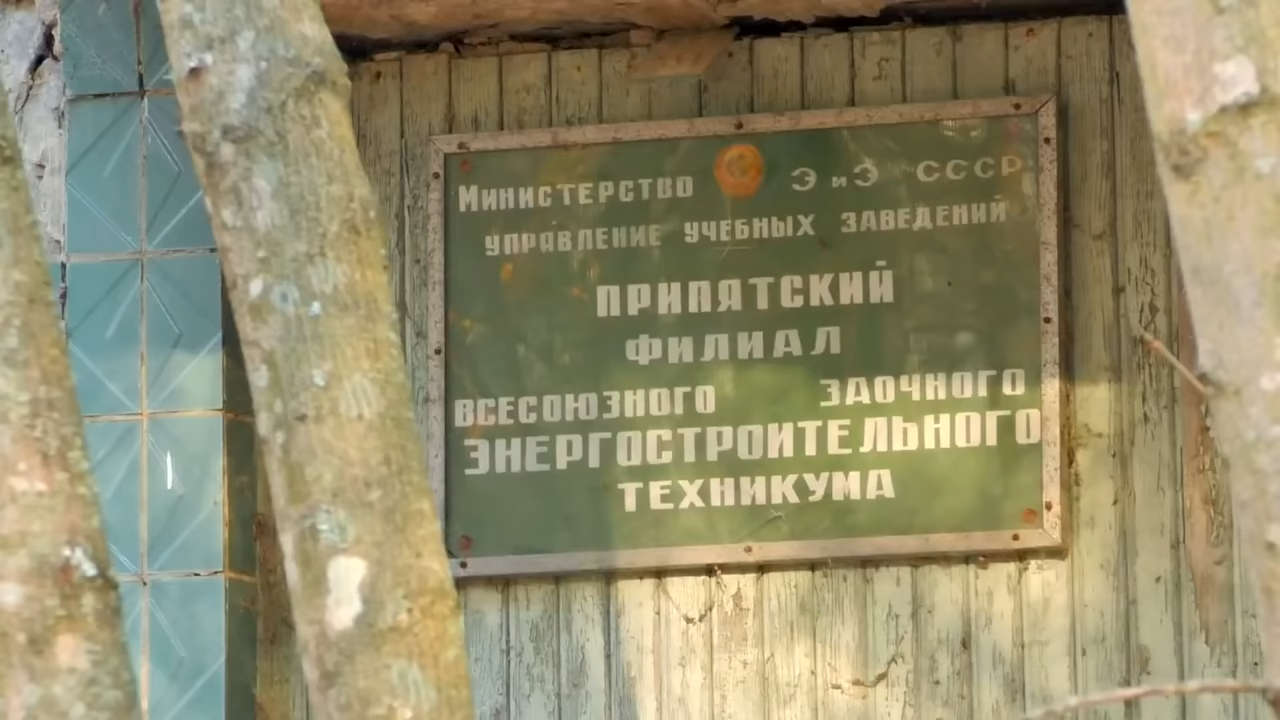 Министерство Э и Э СССР
УПРАВЛЕНИЕ УЧЕБНЫХ ЗАВЕДЕНИЙ
ПРИПЯТСКИЙ
ФИЛИАЛ
ВСЕСОЮЗНОГО ЗАОЧНОГО
ЭНЕРГОСТРОИТЕЛЬНОГО
ТЕХНИКУМА